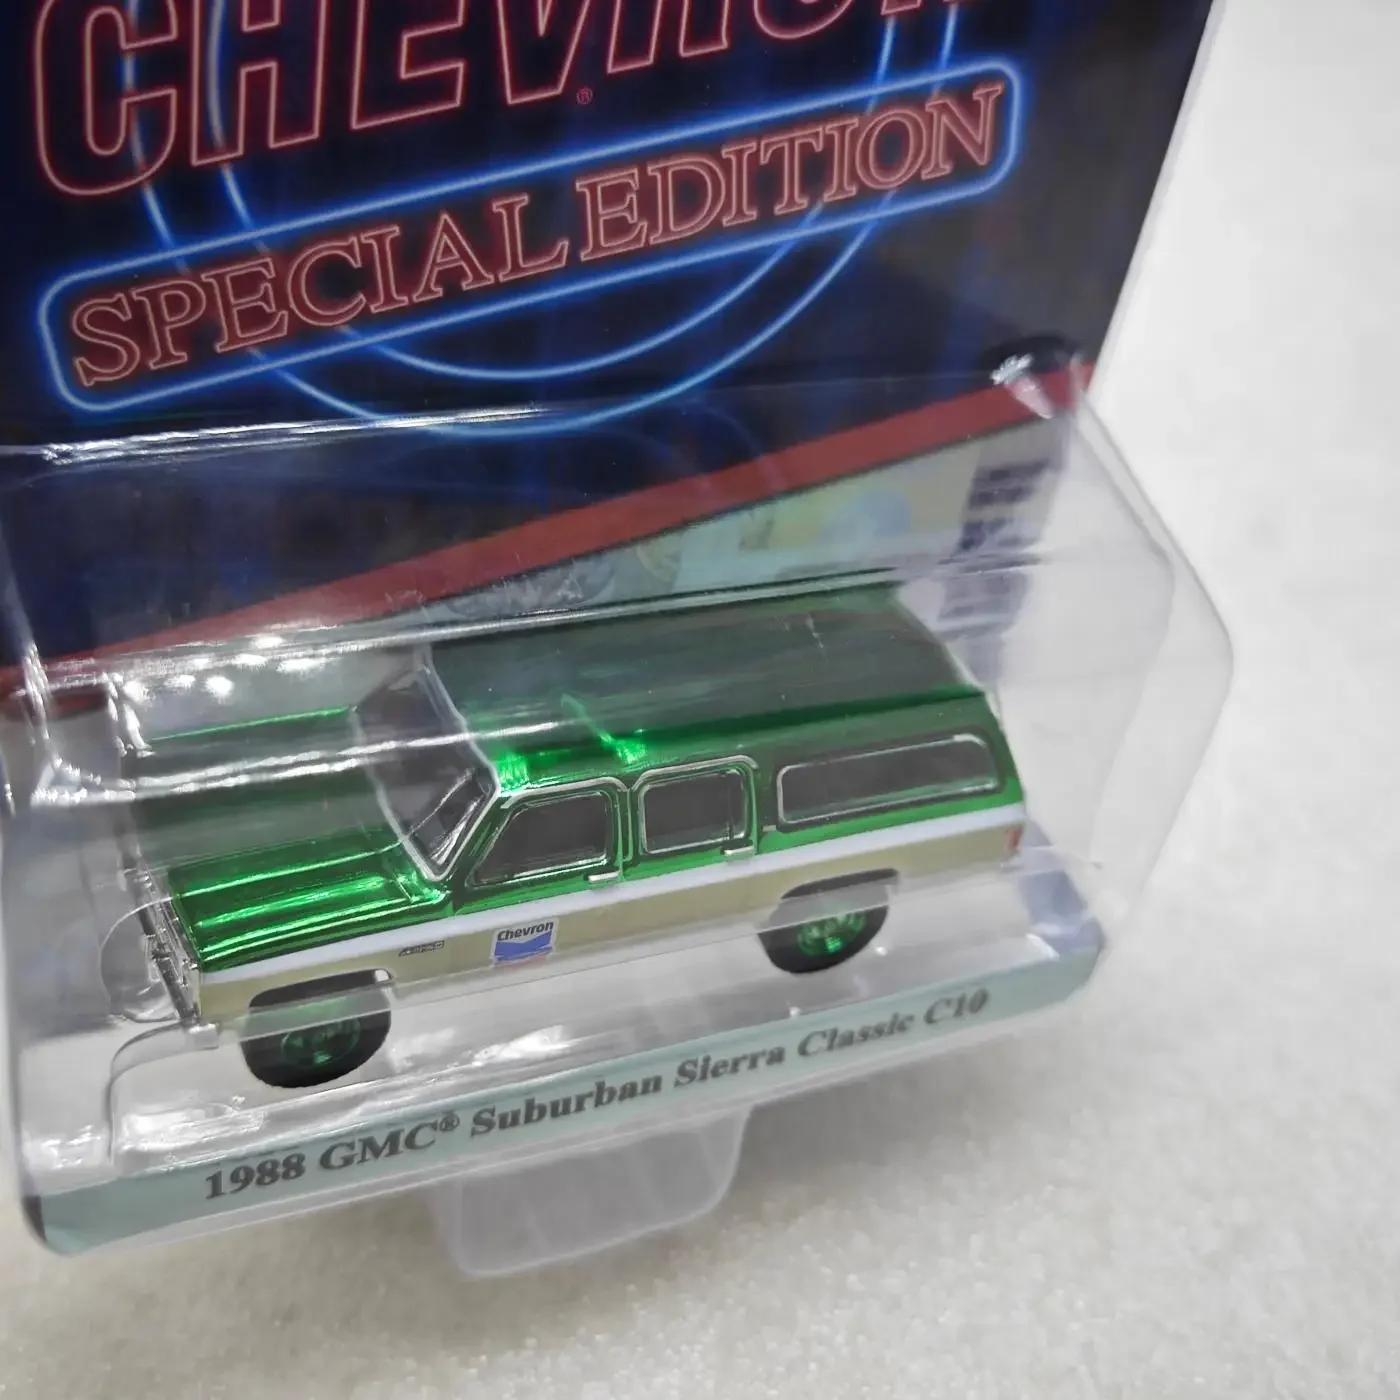 CHEVRON
®
SPECIAL EDITION
Chevron
1988 GMC® Suburban Sierra Classic C10